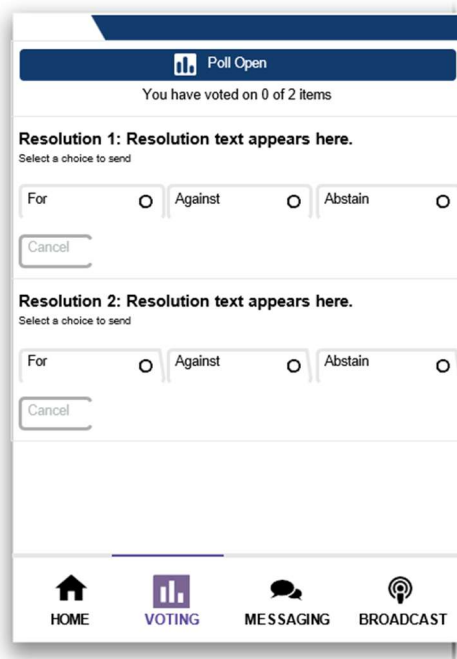 Poll Open
You have voted on 0 of 2 items
Resolution 1: Resolution text appears here.
Select a choice to send
For Against Abstain
Cancel
Resolution 2: Resolution text appears here.
Select a choice to send
For Against Abstain
Cancel
HOME VOTING MESSAGING BROADCAST